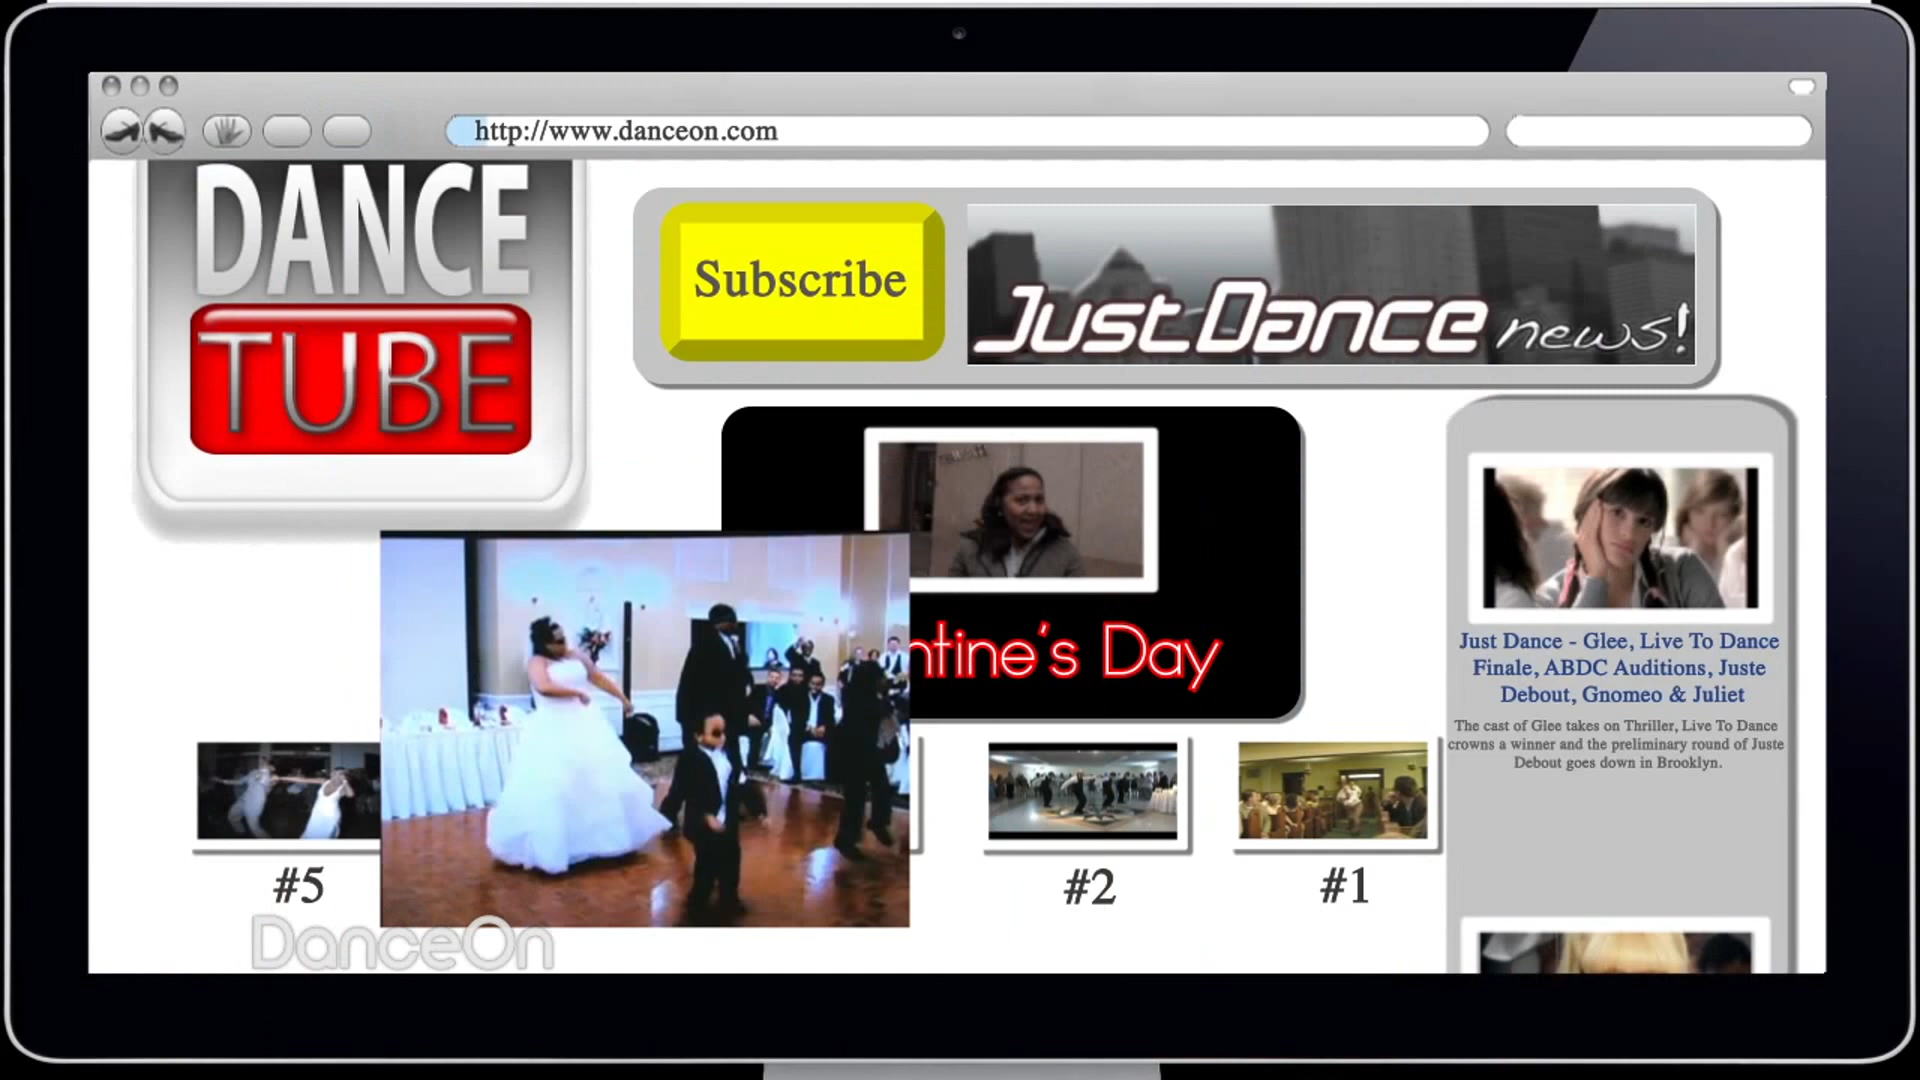 http://www.danceon.com
DANCE
TUBE
Subscribe
Just Dance news!
ntine's Day
Just Dance - Glee, Live To Dance
Finale, ABDC Auditions, Juste
Debout, Gnomeo & Juliet
The cast of Glee takes on Thriller, Live To Dance
crowns a winner and the preliminary round of Juste
Debout goes down in Brooklyn.
#5
#2
#1
DanceOn